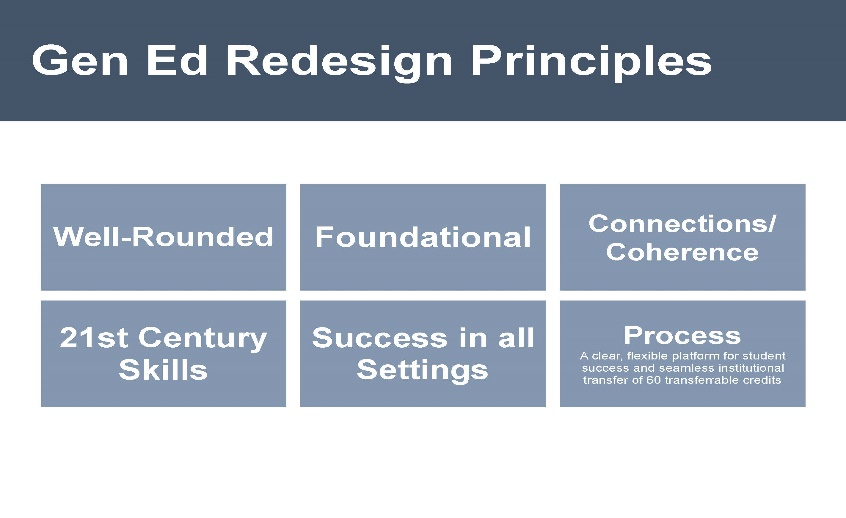 Gen Ed Redesign Principles
Well-Rounded
Foundational
Connections/
Coherence
21st Century
Skills
Success in all
Settings
Process
A clear, flexible platform for student
success and seamless institutional
transfer of 60 transferrable credits